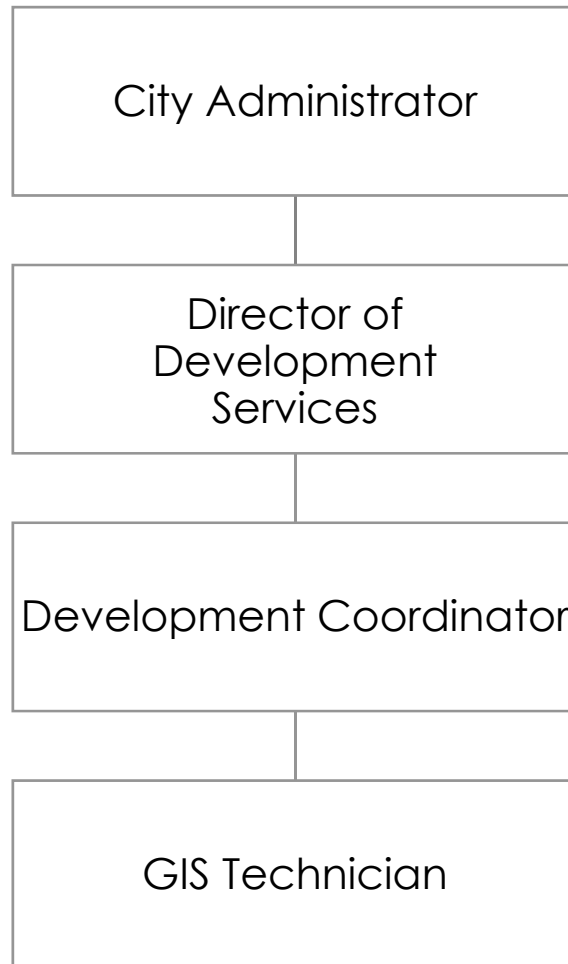 City Administrator
Director of
Development
Services
Development Coordinator
GIS Technician